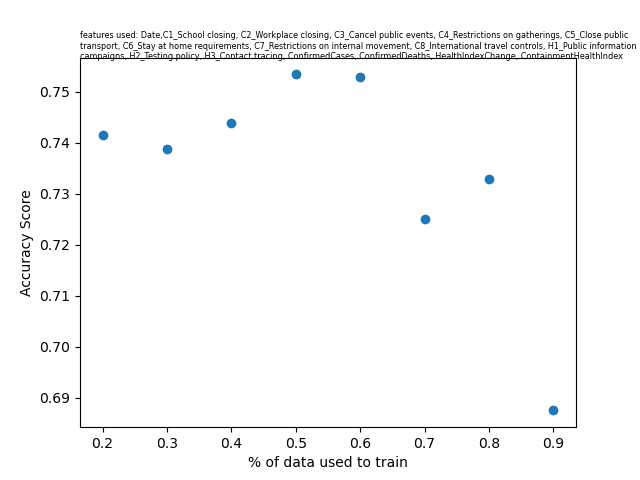 features used: Date,C1_School closing, C2_Workplace closing, C3_Cancel public events, C4_Restrictions on gatherings, C5_Close public
transport, C6_Stay at home requirements, C7_Restrictions on internal movement, C8_International travel controls, H1_Public information
campaigns, H2_Testing policy, H3_Contact tracing, ConfirmedCases, ConfirmedDeaths, HealthIndexChange, ContainmentHealthIndex
0.75
0.74
0.73
0.72
0.71
0.70
0.69
Accuracy Score
0.2 0.3 0.4 0.5 0.6 0.7 0.8 0.9
% of data used to train